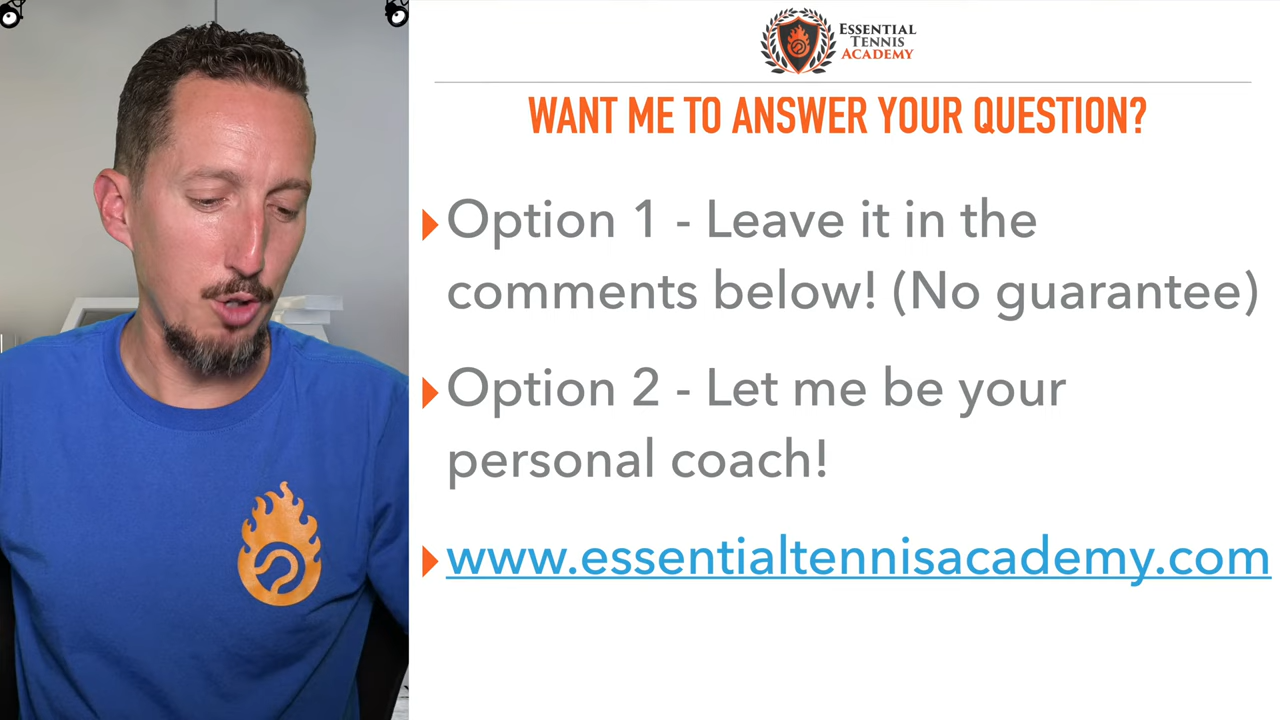 ESSENTIAL
TENNIS
ACADEMY
WANT ME TO ANSWER YOUR QUESTION?
Option 1 - Leave it in the
comments below! (No guarantee)
Option 2 - Let me be your
personal coach!
www.essentialtennisacademy.com